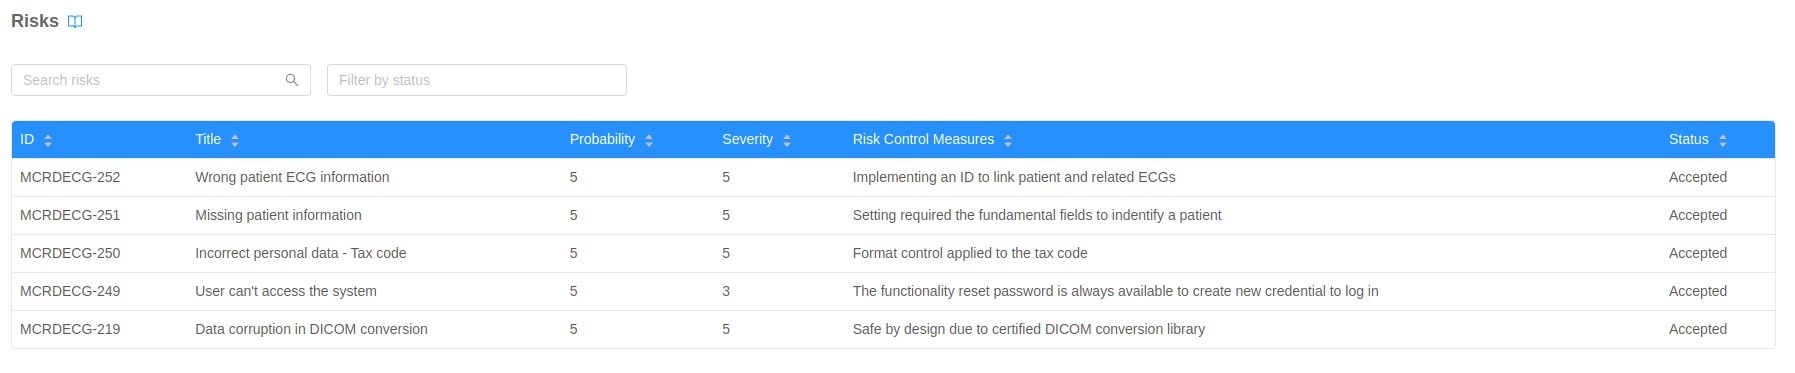 Risks
Search risks Filter by status
ID Title Probability Severity Risk Control Measures Status
MCRDECG-252 Wrong patient ECG information 5 5 Implementing an ID to link patient and related ECGs Accepted
MCRDECG-251 Missing patient information 5 5 Setting required the fundamental fields to indentify a patient Accepted
MCRDECG-250 Incorrect personal data - Tax code 5 5 Format control applied to the tax code Accepted
MCRDECG-249 User can't access the system 5 3 The functionality reset password is always available to create new credential to log in Accepted
MCRDECG-219 Data corruption in DICOM conversion 5 5 Safe by design due to certified DICOM conversion library Accepted